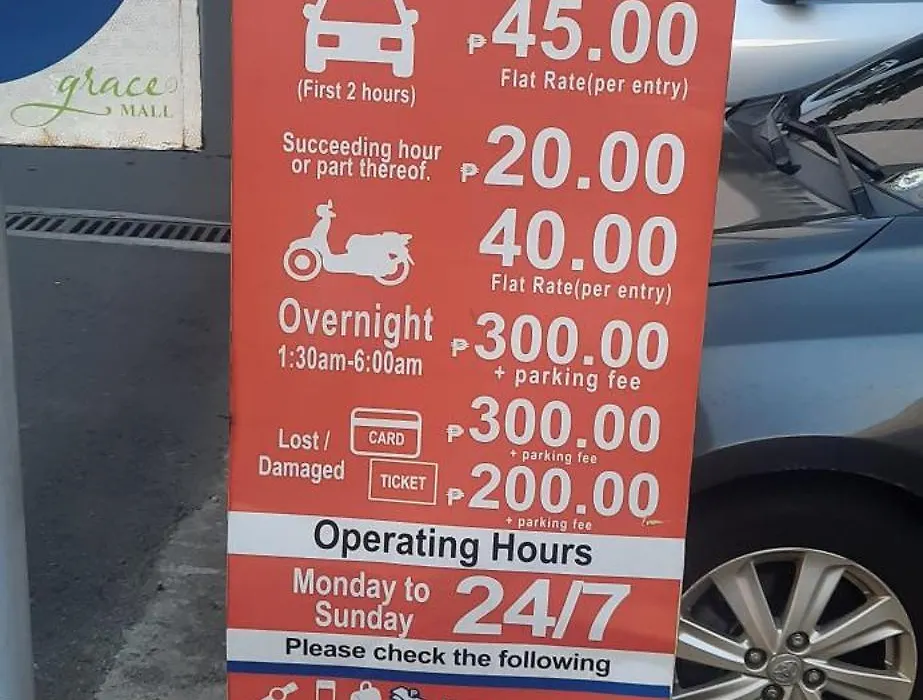 grace
MALL
₱45.00
(First 2 hours)
Flat Rate(per entry)
Succeeding hour
or part thereof.
₱20.00
40.00
Flat Rate(per entry)
Overnight
1:30am-6:00am
₱300.00
+ parking fee
Lost /
Damaged
CARD
₱300.00
+ parking fee
TICKET
₱200.00
+ parking fee
Operating Hours
Monday to
Sunday
24/7
Please check the following